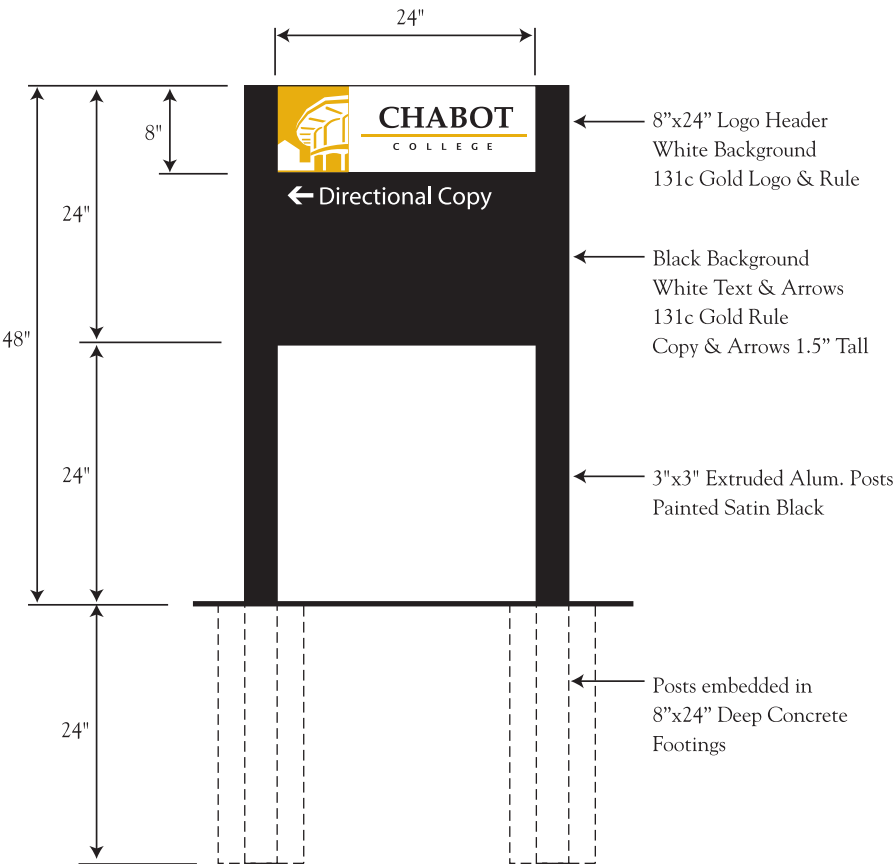 24"
8"
24"
48"
24"
24"
CHABOT
COLLEGE
← Directional Copy
8”x24” Logo Header
White Background
131c Gold Logo & Rule
Black Background
White Text & Arrows
131c Gold Rule
Copy & Arrows 1.5” Tall
3"x3" Extruded Alum. Posts
Painted Satin Black
Posts embedded in
8”x24” Deep Concrete
Footings